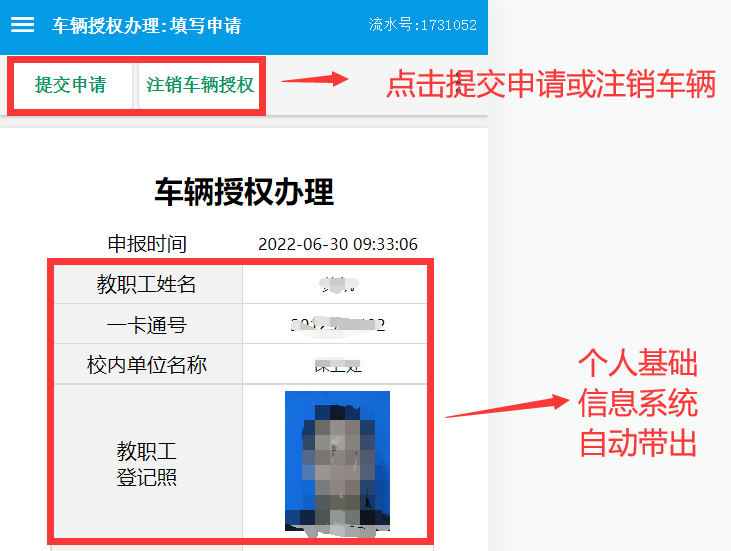 车辆授权办理:填写申请
流水号:1731052
提交申请
注销车辆授权
点击提交申请或注销车辆
车辆授权办理
申报时间
2022-06-30 09:33:06
教职工姓名
一卡通号
校内单位名称
教职工
登记照
个人基础
信息系统
自动带出